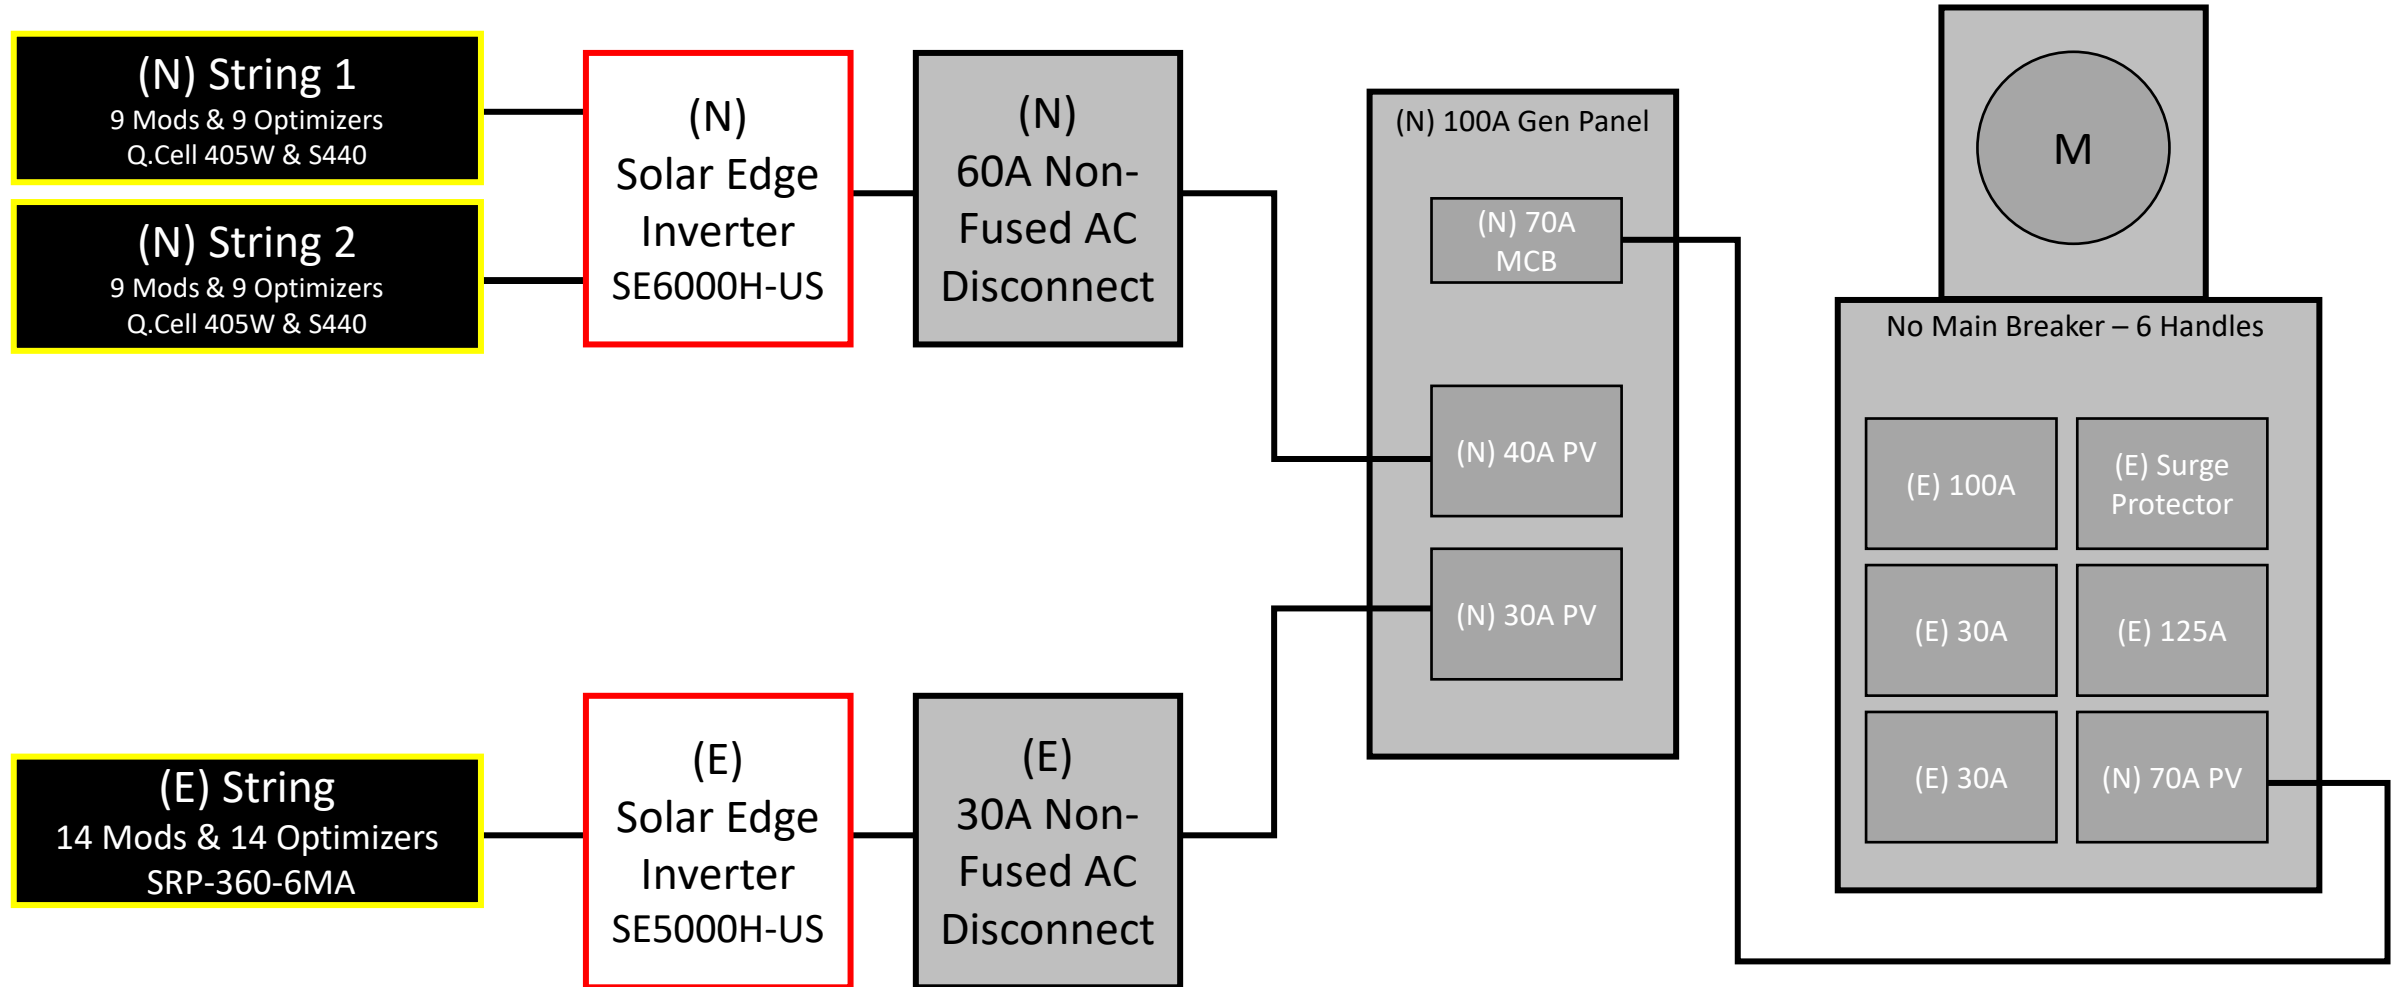 (N) String 1
9 Mods & 9 Optimizers
Q.Cell 405W & S440
(N) String 2
9 Mods & 9 Optimizers
Q.Cell 405W & S440
(N)
Solar Edge
Inverter
SE6000H-US
(N)
60A Non-
Fused AC
Disconnect
(N) 100A Gen Panel
(N) 70A
MCB
(N) 40A PV
(N) 30A PV
M
No Main Breaker – 6 Handles
(E) 100A
(E) Surge
Protector
(E) 30A
(E) 125A
(E) 30A
(N) 70A PV
(E) String
14 Mods & 14 Optimizers
SRP-360-6MA
(E)
Solar Edge
Inverter
SE5000H-US
(E)
30A Non-
Fused AC
Disconnect